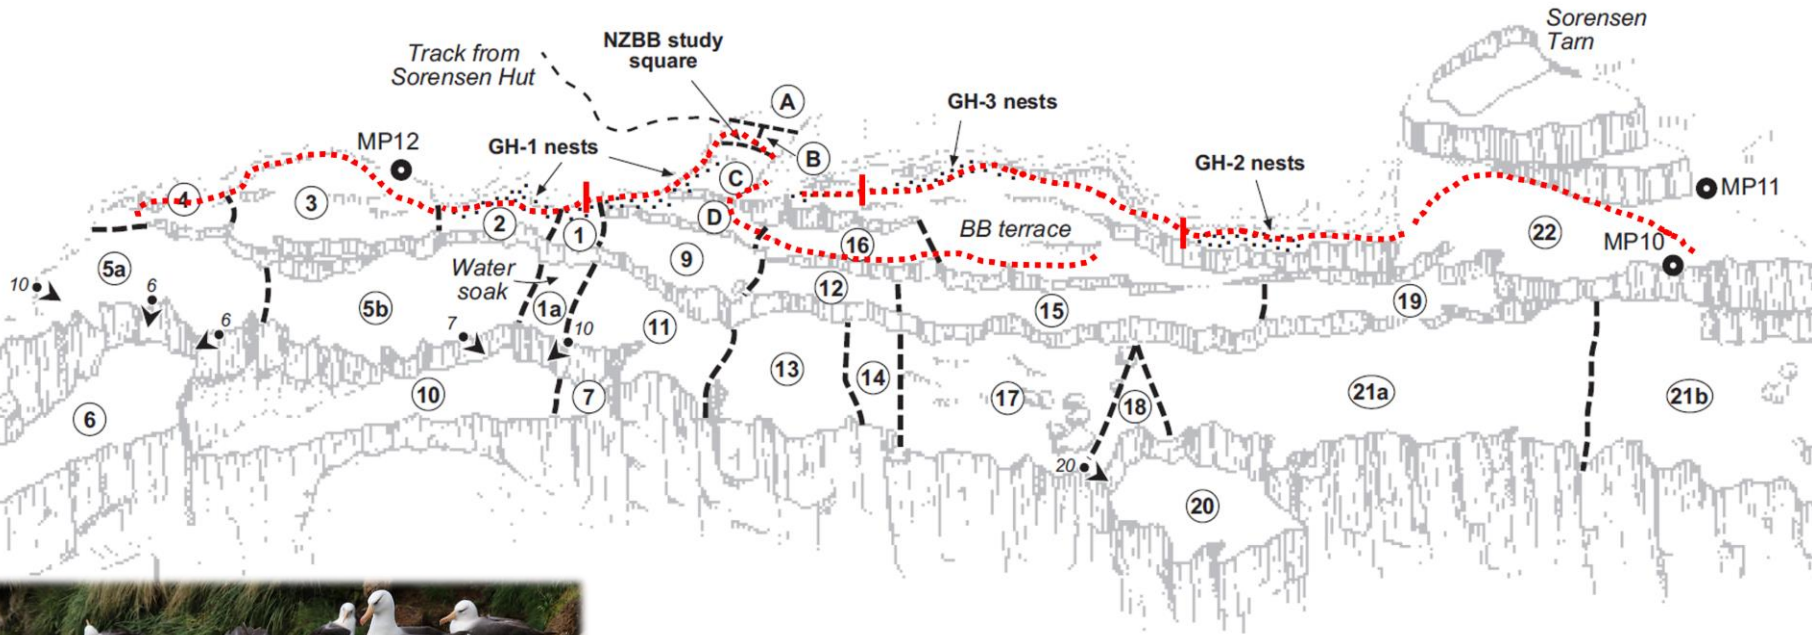 Sorensen
Tarn
NZBB study
square
Track from
Sorensen Hut
A
GH-3 nests
MP12
GH-1 nests
B
GH-2 nests
C
MP11
4
3
D
2
1
16
BB terrace
22
MP10
5a
9
Water
soak
10
6
12
19
5b
1a
15
6
7
10
11
13
14
10
7
17
18
21a
21b
6
20
20